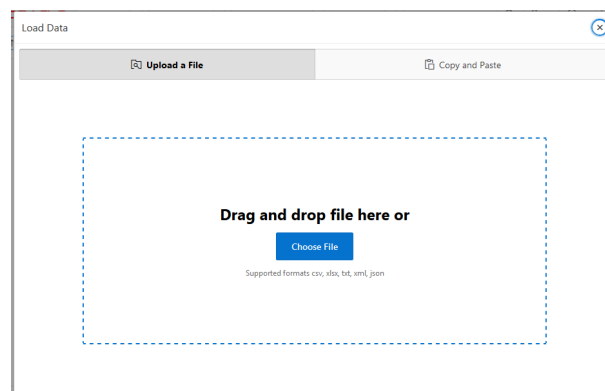 Load Data
Upload a File
Copy and Paste
Drag and drop file here or
Choose File
Supported formats csv, xlsx, txt, xml, json